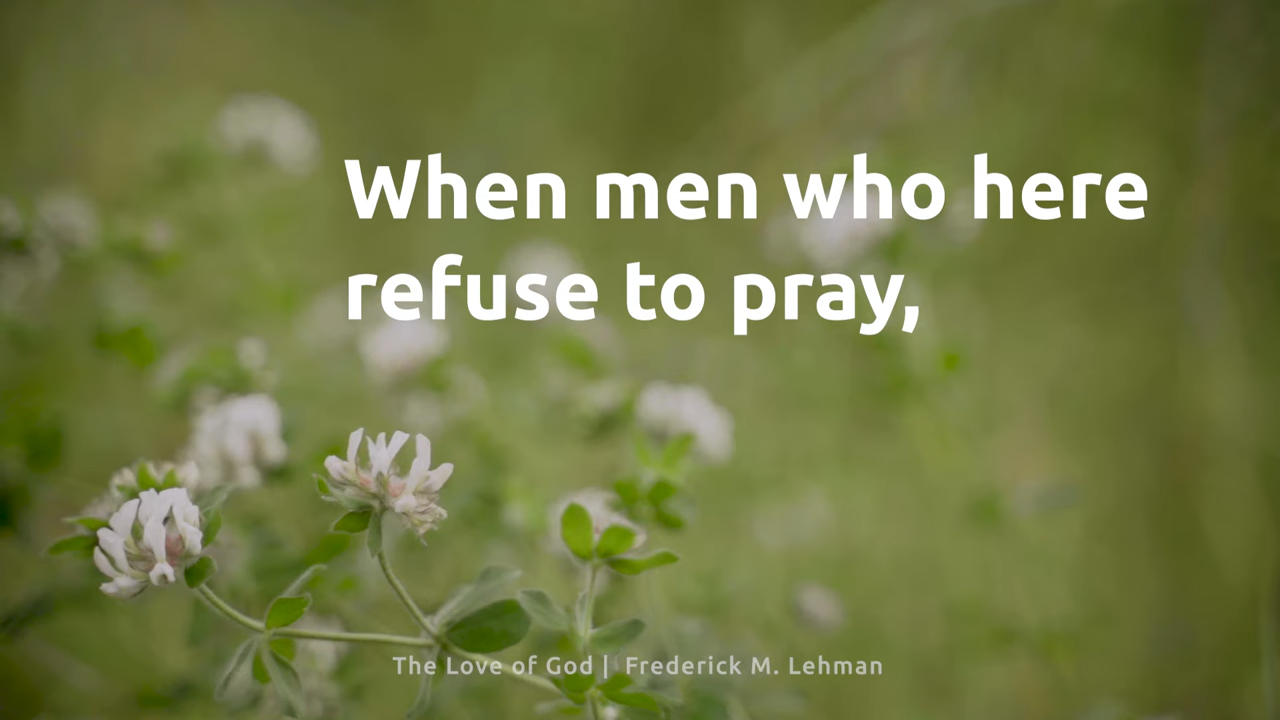 When men who here
refuse to pray,
The Love of God | Frederick M. Lehman